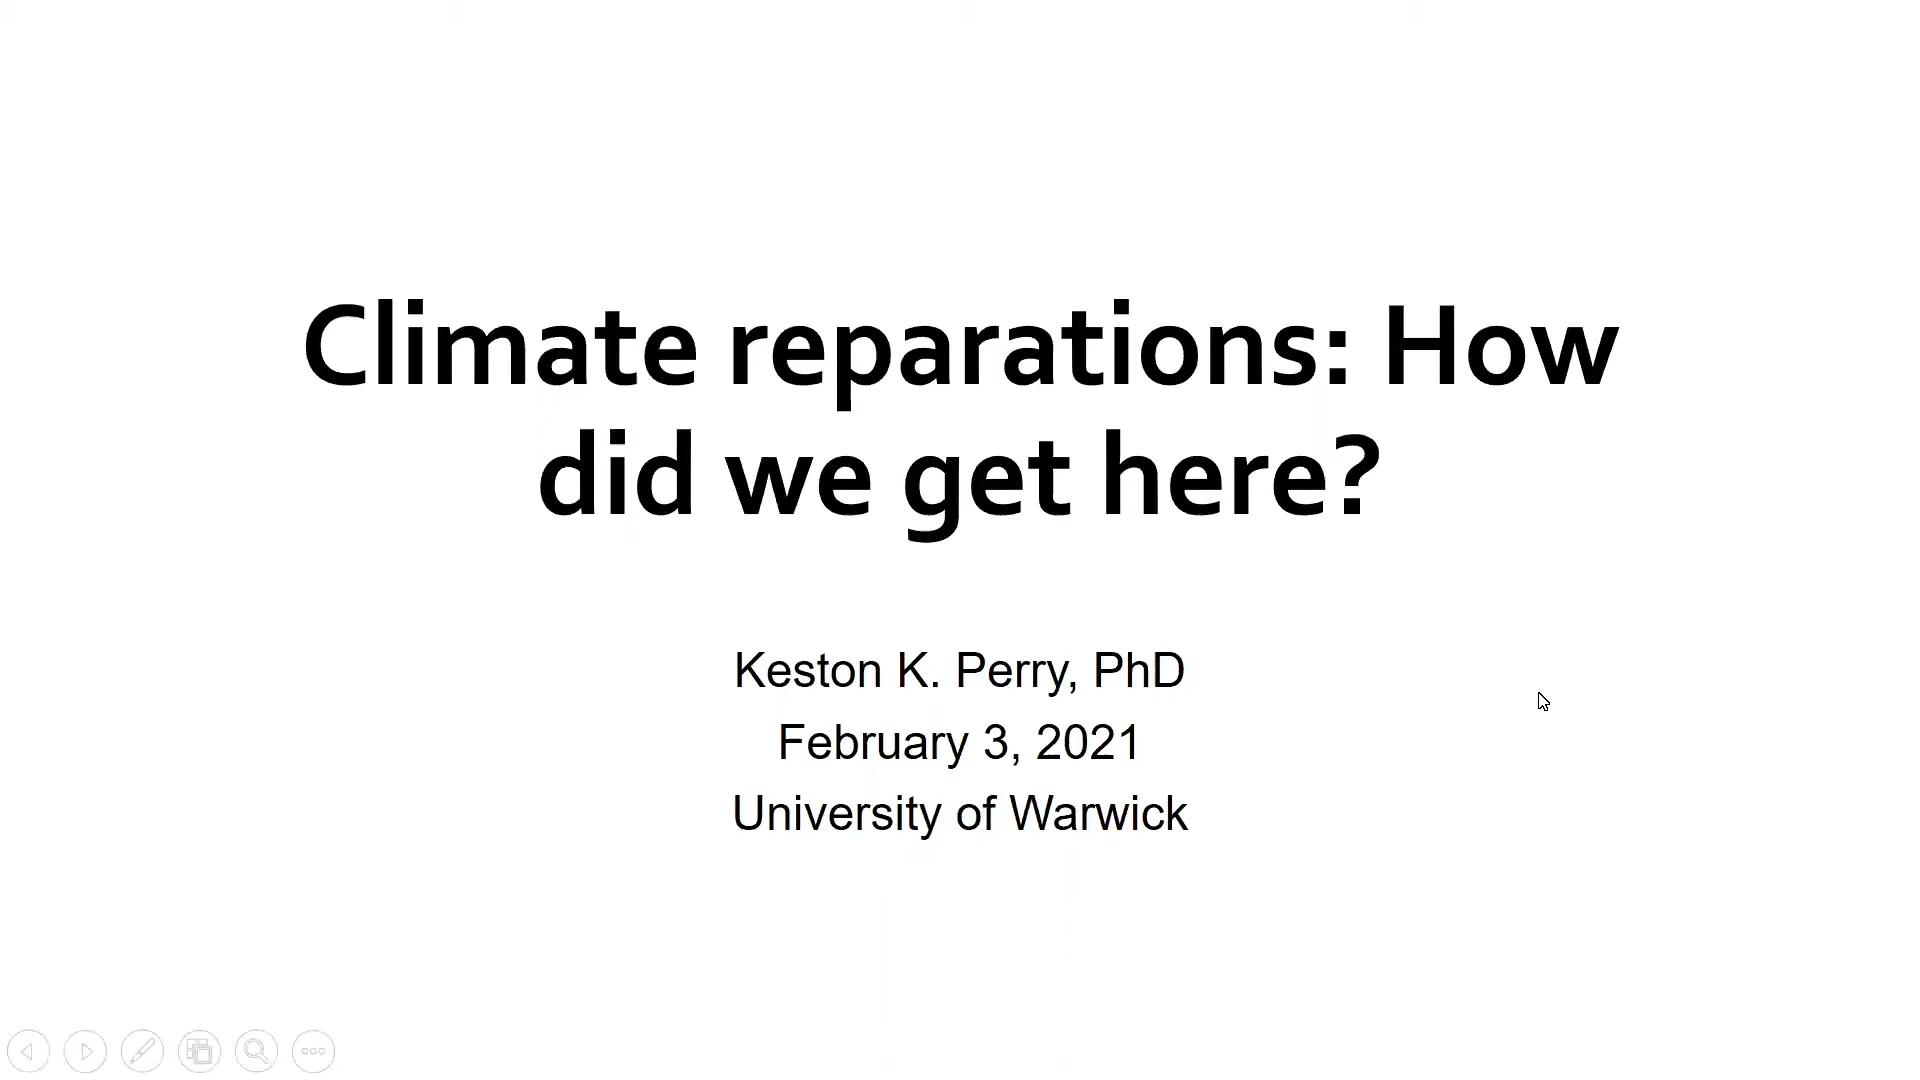 Climate reparations: How
did we get here?
Keston K. Perry, PhD
February 3, 2021
University of Warwick